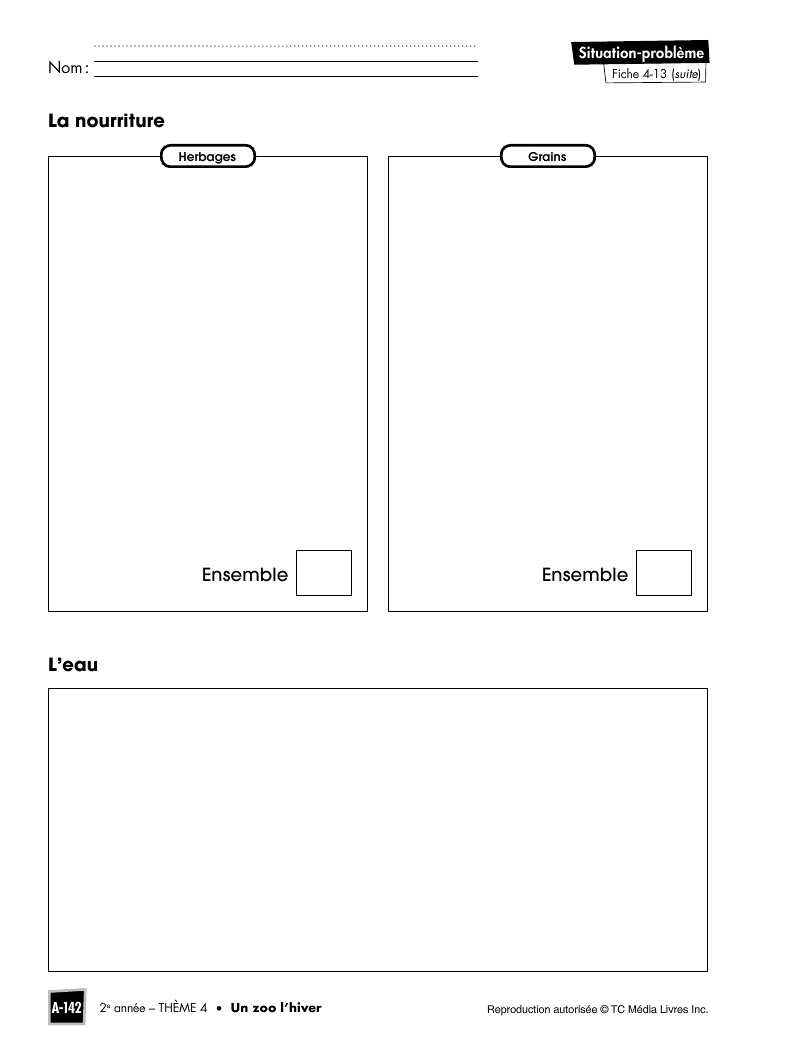 Situation-problème
Nom :
Fiche 4-13 (suite)
La nourriture
Herbages
Grains
Ensemble
Ensemble
L'eau
A-142 2e année – THÈME 4 • Un zoo l'hiver
Reproduction autorisée © TC Média Livres Inc.